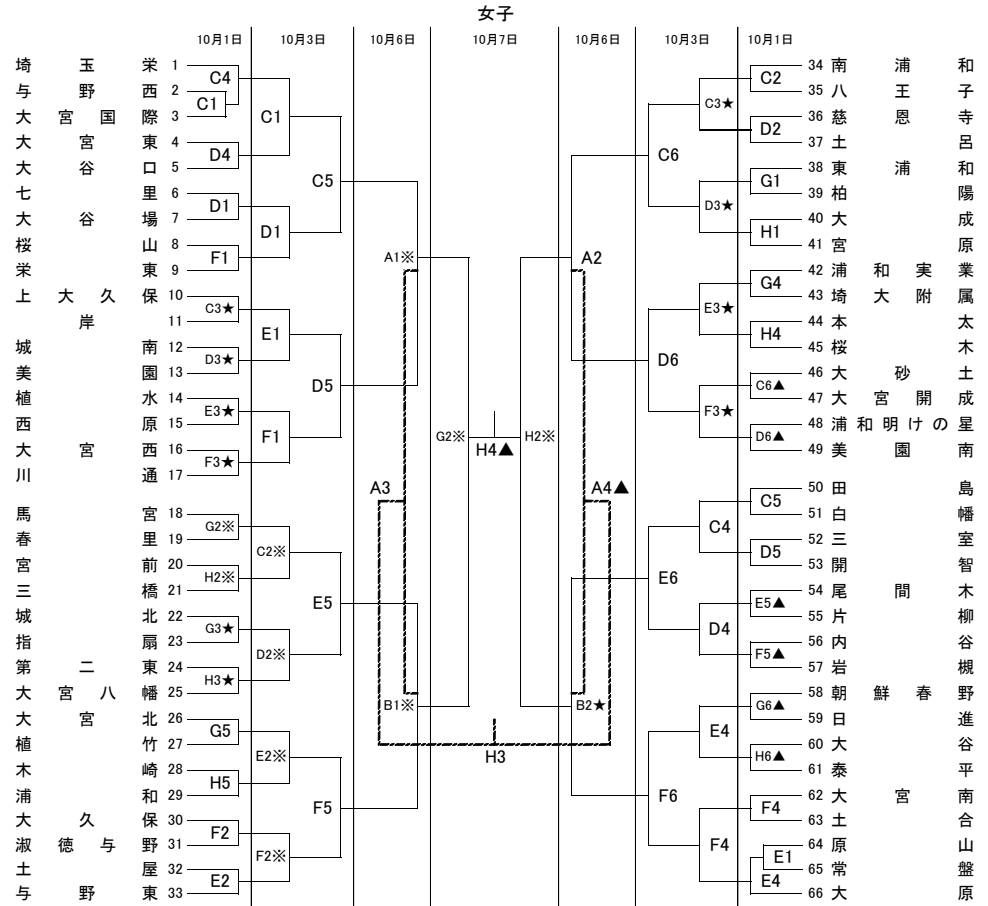 女子
10月1日 10月3日 10月6日 10月7日 10月6日 10月3日 10月1日
埼玉栄 1 34 南浦和
C4 C2
与野西 2 35 八王子
C1 C3★
大宮国際 3 36 慈恩寺
C1 D2
大宮東 4 37 土呂
D4 C6
大谷口 5 38 東浦和
C5 G1
七里 6 39 柏陽
D1 D3★
大谷場 7 40 大成
D1 H1
桜山 8 41 宮原
F1 A1※ A2
栄東 9 42 浦和実業
G4
上大久保 10 43 埼大附属
C3★ E3★
岸 11 44 本太
E1 H4
城南 12 45 桜木
D3★ D6
美園 13 46 大砂土
D5 C6▲
植水 14 47 大宮開成
E3★ F3★
西原 15 48 浦和明けの星
F1 G2※ H2※ D6▲
大宮西 16 49 美園南
F3★ H4▲
川通 17
A3 A4▲ 50 田島
C5
馬宮 18 51 白幡
G2※ C4
春里 19 52 三室
C2※ D5
宮前 20 53 開智
H2※ E6
三橋 21 54 尾間木
E5 E5▲
城北 22 55 片柳
G3★ D4
指扇 23 56 内谷
D2※ F5▲
第二東 24 57 岩槻
H3★
大宮八幡 25 58 朝鮮春野
B1※ B2★ G6▲
大宮北 26 59 日進
G5 E4
植竹 27 60 大谷
E2※ H3 H6▲
木崎 28 61 泰平
H5 F6
浦和 29 62 大宮南
F5 F4
大久保 30 63 土合
F2 F4
淑徳与野 31 64 原山
F2※ E1
土屋 32 65 常盤
E2 E4
与野東 33 66 大原